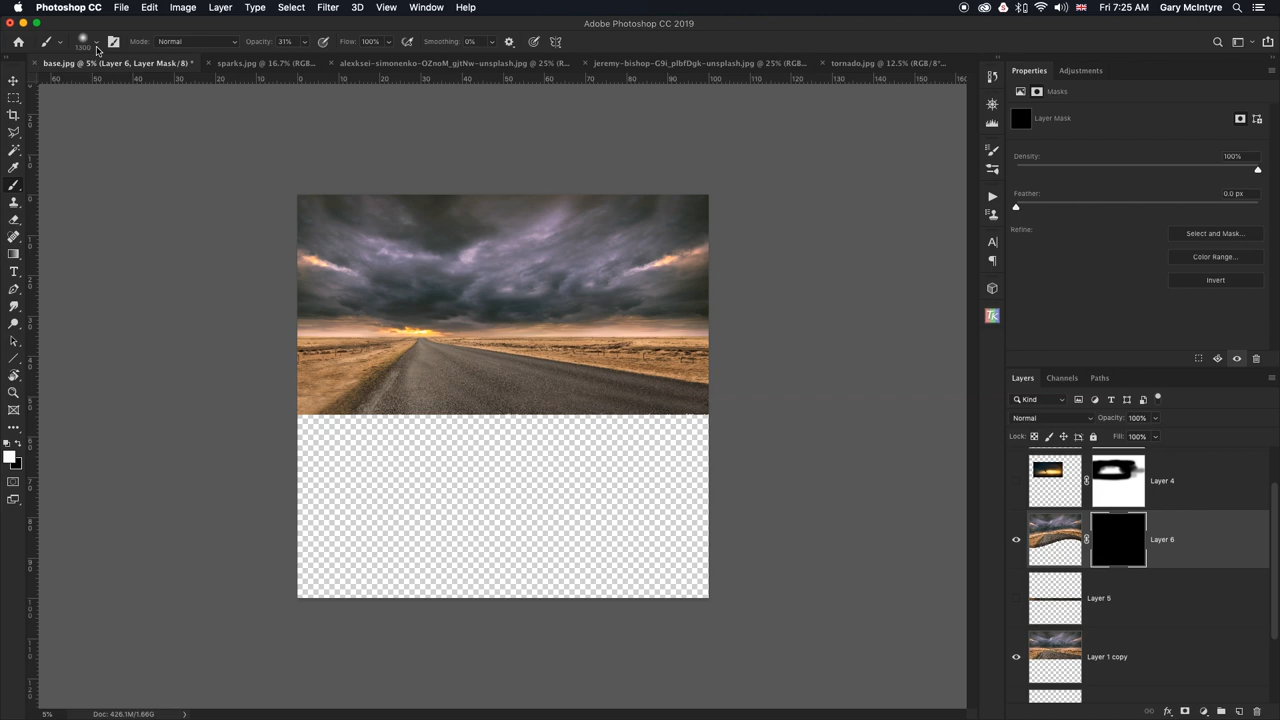 Photoshop CC File Edit Image Layer Type Select Filter 3D View Window Help Fri 7:25 AM Gary McIntyre
Adobe Photoshop CC 2019
1300 Mode: Normal Opacity: 31% Flow: 100% Smoothing: 0%
base.jpg @ 5% (Layer 6, Layer Mask/8) * sparks.jpg @ 16.7% (RGB... alexksei-simonenko-OZnoM_gjtNw-unsplash.jpg @ 25% (R... jeremy-bishop-G9i_plbfDgk-unsplash.jpg @ 25% (RGB... tornado.jpg @ 12.5% (RGB/8*...
Properties Adjustments
Masks
Layer Mask
Density: 100%
Feather: 0.0 px
Refine: Select and Mask...
Color Range...
Invert
Layers Channels Paths
Kind
Normal Opacity: 100%
Lock: Fill: 100%
Layer 4
Layer 6
Layer 5
Layer 1 copy
5% Doc: 426.1M/1.66G